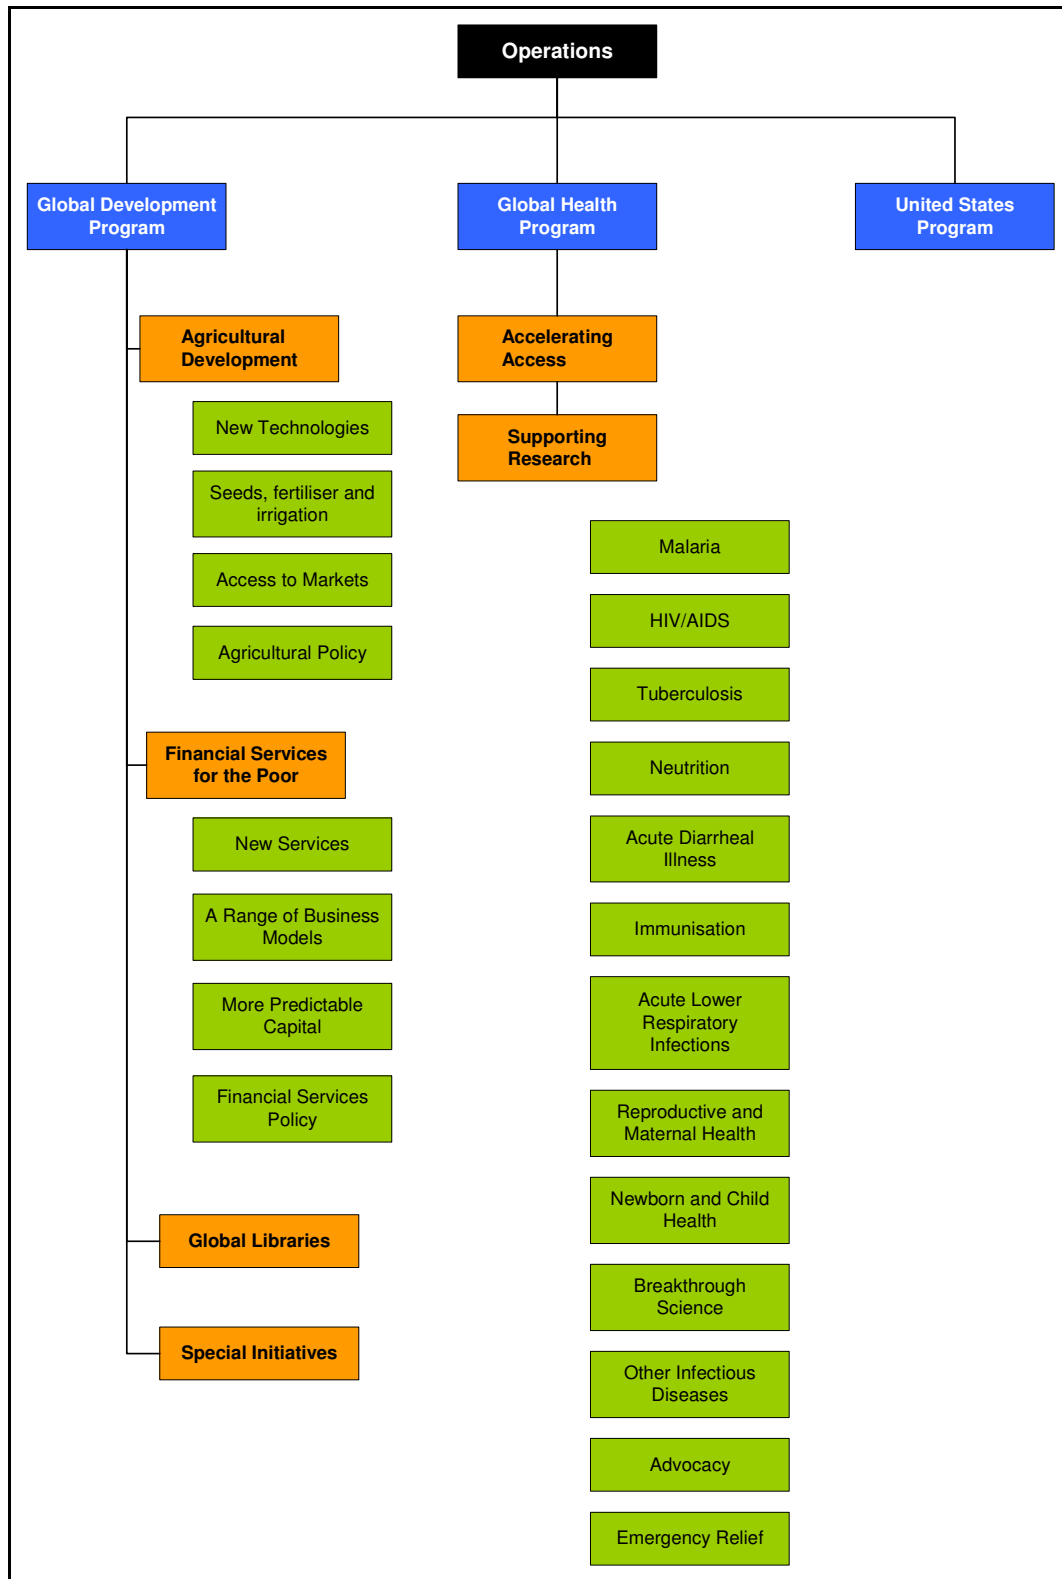 Operations
Global Development
Program
Global Health
Program
United States
Program
Agricultural
Development
New Technologies
Seeds, fertiliser and
irrigation
Access to Markets
Agricultural Policy
Financial Services
for the Poor
New Services
A Range of Business
Models
More Predictable
Capital
Financial Services
Policy
Global Libraries
Special Initiatives
Accelerating
Access
Supporting
Research
Malaria
HIV/AIDS
Tuberculosis
Neutrition
Acute Diarrheal
Illness
Immunisation
Acute Lower
Respiratory
Infections
Reproductive and
Maternal Health
Newborn and Child
Health
Breakthrough
Science
Other Infectious
Diseases
Advocacy
Emergency Relief